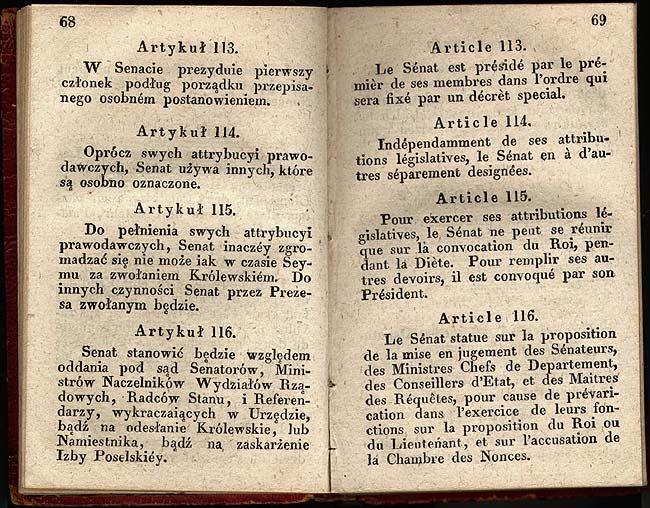 68
Artykuł 113.
W Senacie prezyduie pierwszy
członek podług porządku przepisa-
nego osobném postanowieniem.
Artykuł 114.
Oprócz swych attrybucyi prawo-
dawczych, Senat używa innych, które
są osobno oznaczone.
Artykuł 115.
Do pełnienia swych attrybucyi
prawodawczych, Senat inaczéy zgro-
madzać się nie może iak w czasie Sey-
mu za zwołaniem Królewskiém. Do
innych czynności Senat przez Preze-
sa zwołanym będzie.
Artykuł 116.
Senat stanowić będzie względem
oddania pod sąd Senatorów, Mini-
strów Naczelników Wydziałów Rzą-
dowych, Radców Stanu, i Referen-
darzy, wykraczaiących w Urzędzie,
bądź na odesłanie Królewskie, lub
Namiestnika, bądź na zaskarżenie
Izby Poselskiéy.
69
Article 113.
Le Sénat est présidé par le pré-
mièr de ses membres dans l'ordre qui
sera fixé par un décrèt special.
Article 114.
Indépendamment de ses attribu-
tions législatives, le Sénat en à d'au-
tres séparement designées.
Article 115.
Pour exercer ses attributions lé-
gislatives, le Sénat ne peut se réunir
que sur la convocation du Roi, pen-
dant la Diète. Pour remplir ses au-
tres devoirs, il est convoqué par son
Président.
Article 116.
Le Sénat statue sur la proposition
de la mise en jugement des Sénateurs,
des Ministres Chefs de Departement,
des Conseillers d'Etat, et des Maitres
des Réquêtes, pour cause de prévari-
cation dans l'exercice de leurs fon-
ctions sur la proposition du Roi ou
du Lieutenant, et sur l'accusation de
la Chambre des Nonces.